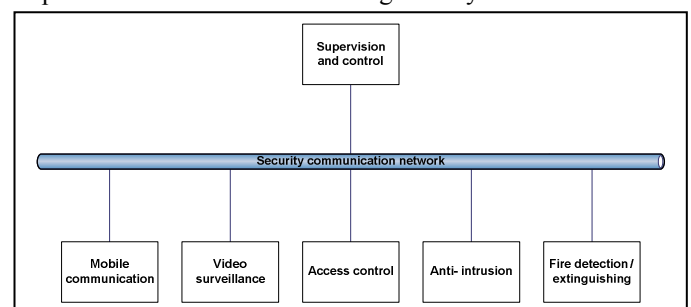 Supervision
and control
Security communication network
Mobile
communication
Video
surveillance
Access control
Anti- intrusion
Fire detection /
extinguishing